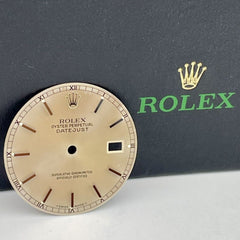 ROLEX
OYSTER PERPETUAL
DATEJUST
SUPERLATIVE CHRONOMETER
OFFICIALLY CERTIFIED
ROLEX